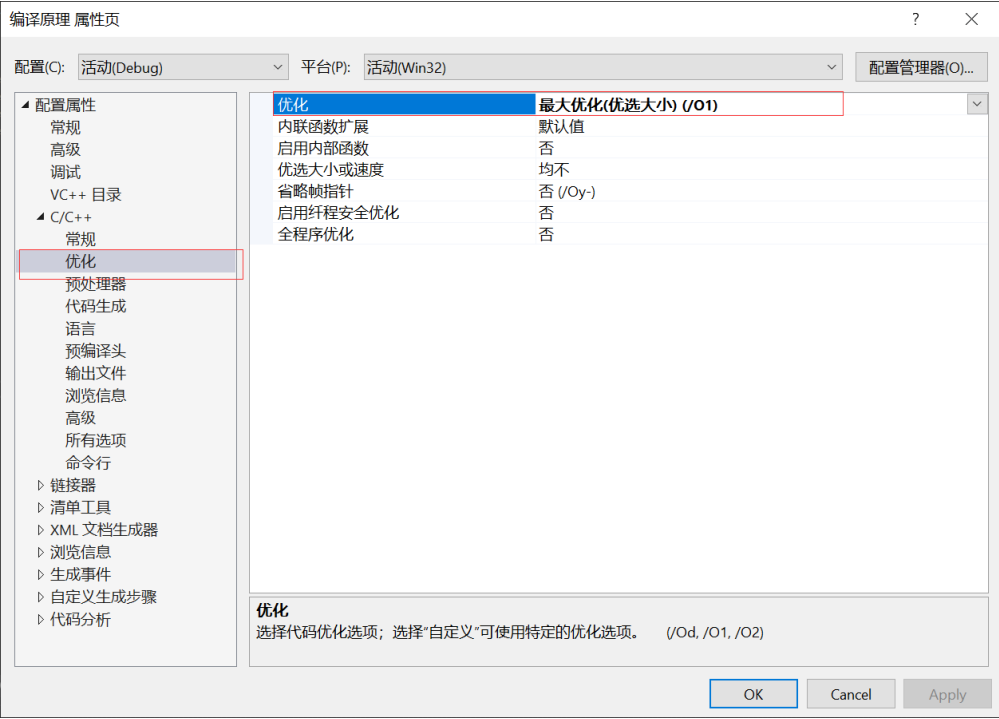 编译原理 属性页 ?
配置(C): 活动(Debug) 平台(P): 活动(Win32) 配置管理器(O)...
配置属性
常规
高级
调试
VC++ 目录
C/C++
常规
优化
预处理器
代码生成
语言
预编译头
输出文件
浏览信息
高级
所有选项
命令行
链接器
清单工具
XML 文档生成器
浏览信息
生成事件
自定义生成步骤
代码分析
优化 最大优化(优选大小) (/O1)
内联函数扩展 默认值
启用内部函数 否
优选大小或速度 均不
省略帧指针 否 (/Oy-)
启用纤程安全优化 否
全程序优化 否
优化
选择代码优化选项；选择“自定义”可使用特定的优化选项。 (/Od, /O1, /O2)
OK Cancel Apply